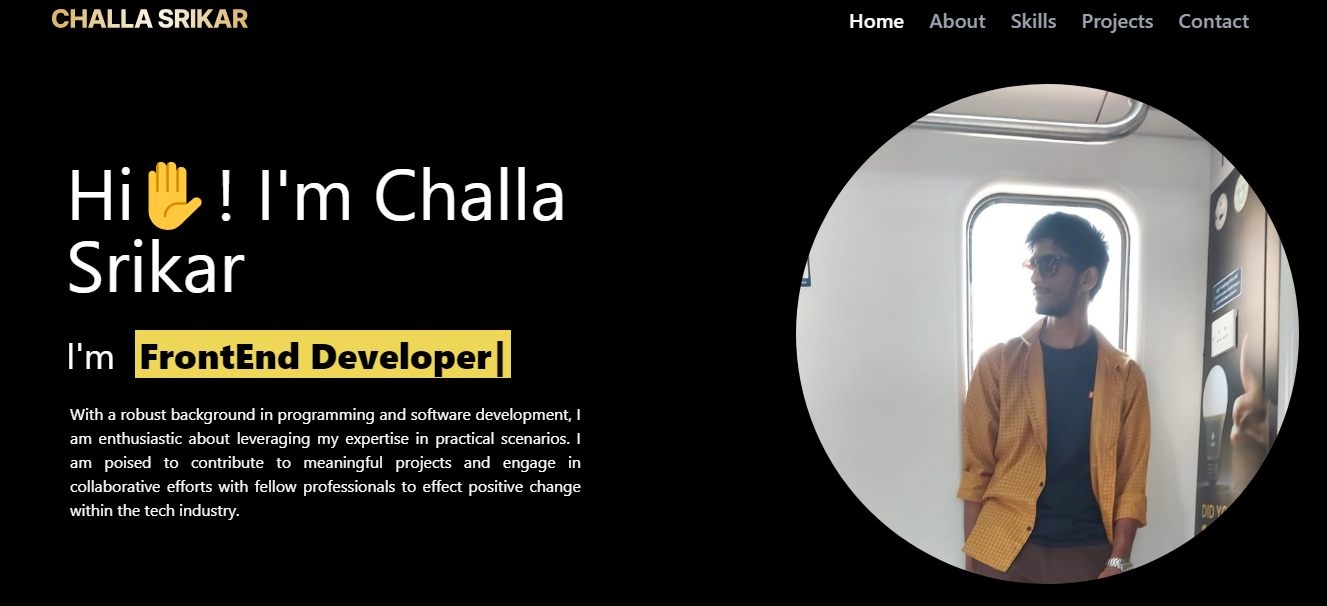 CHALLA SRIKAR
Home About Skills Projects Contact
Hi✋! I'm Challa
Srikar
I'm FrontEnd Developer|
With a robust background in programming and software development, I
am enthusiastic about leveraging my expertise in practical scenarios. I
am poised to contribute to meaningful projects and engage in
collaborative efforts with fellow professionals to effect positive change
within the tech industry.
DID